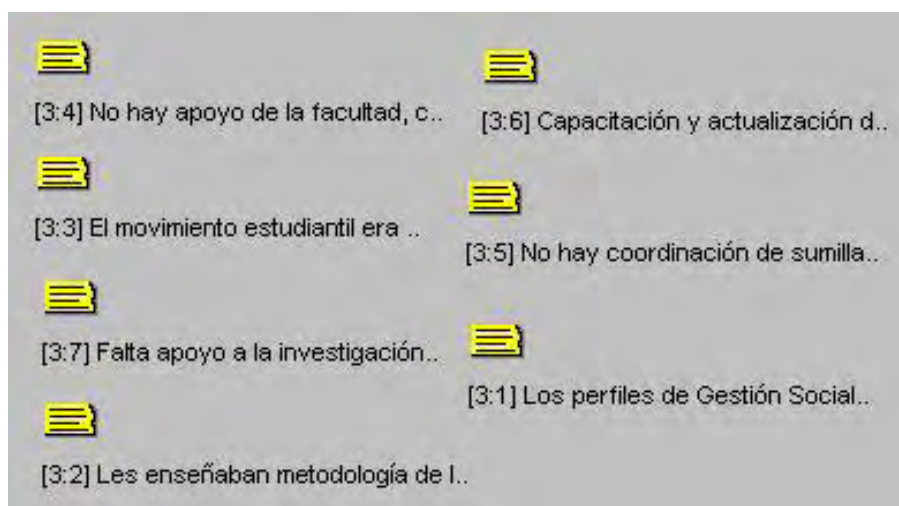 [3:4] No hay apoyo de la facultad, c..
[3:6] Capacitación y actualización d..
[3:3] El movimiento estudiantil era ..
[3:5] No hay coordinación de sumilla..
[3:7] Falta apoyo a la investigación..
[3:1] Los perfiles de Gestión Social..
[3:2] Les enseñaban metodología de l..